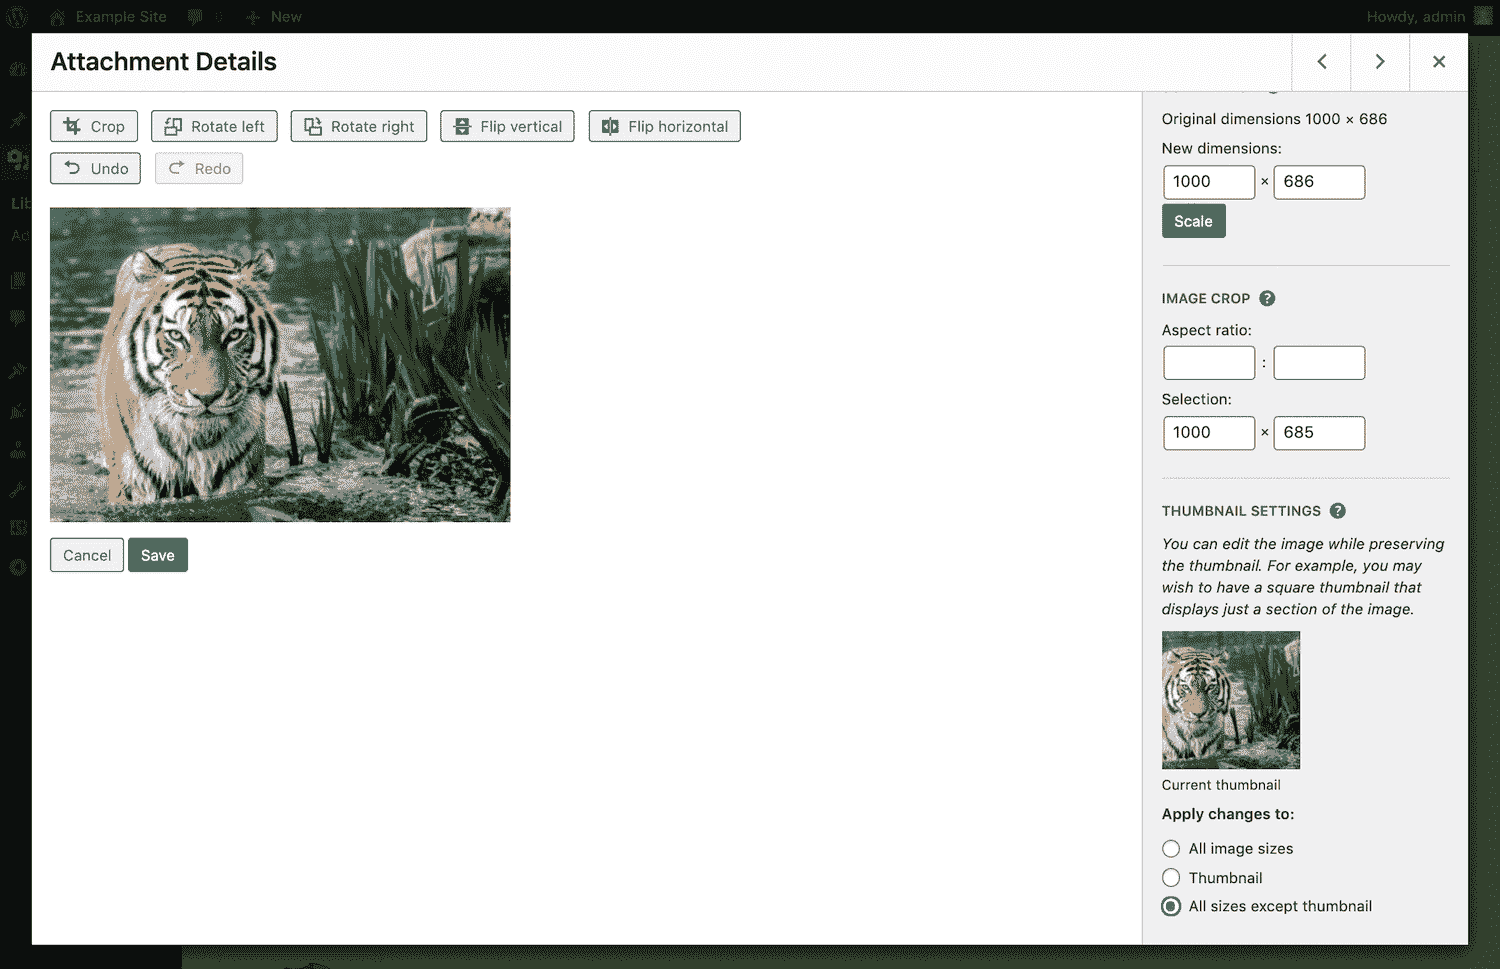 Example Site
New
Howdy, admin
Attachment Details
Crop
Rotate left
Rotate right
Flip vertical
Flip horizontal
Undo
Redo
Cancel
Save
Original dimensions 1000 × 686
New dimensions:
1000 × 686
Scale
IMAGE CROP ?
Aspect ratio:
:
Selection:
1000 × 685
THUMBNAIL SETTINGS ?
You can edit the image while preserving
the thumbnail. For example, you may
wish to have a square thumbnail that
displays just a section of the image.
Current thumbnail
Apply changes to:
All image sizes
Thumbnail
All sizes except thumbnail